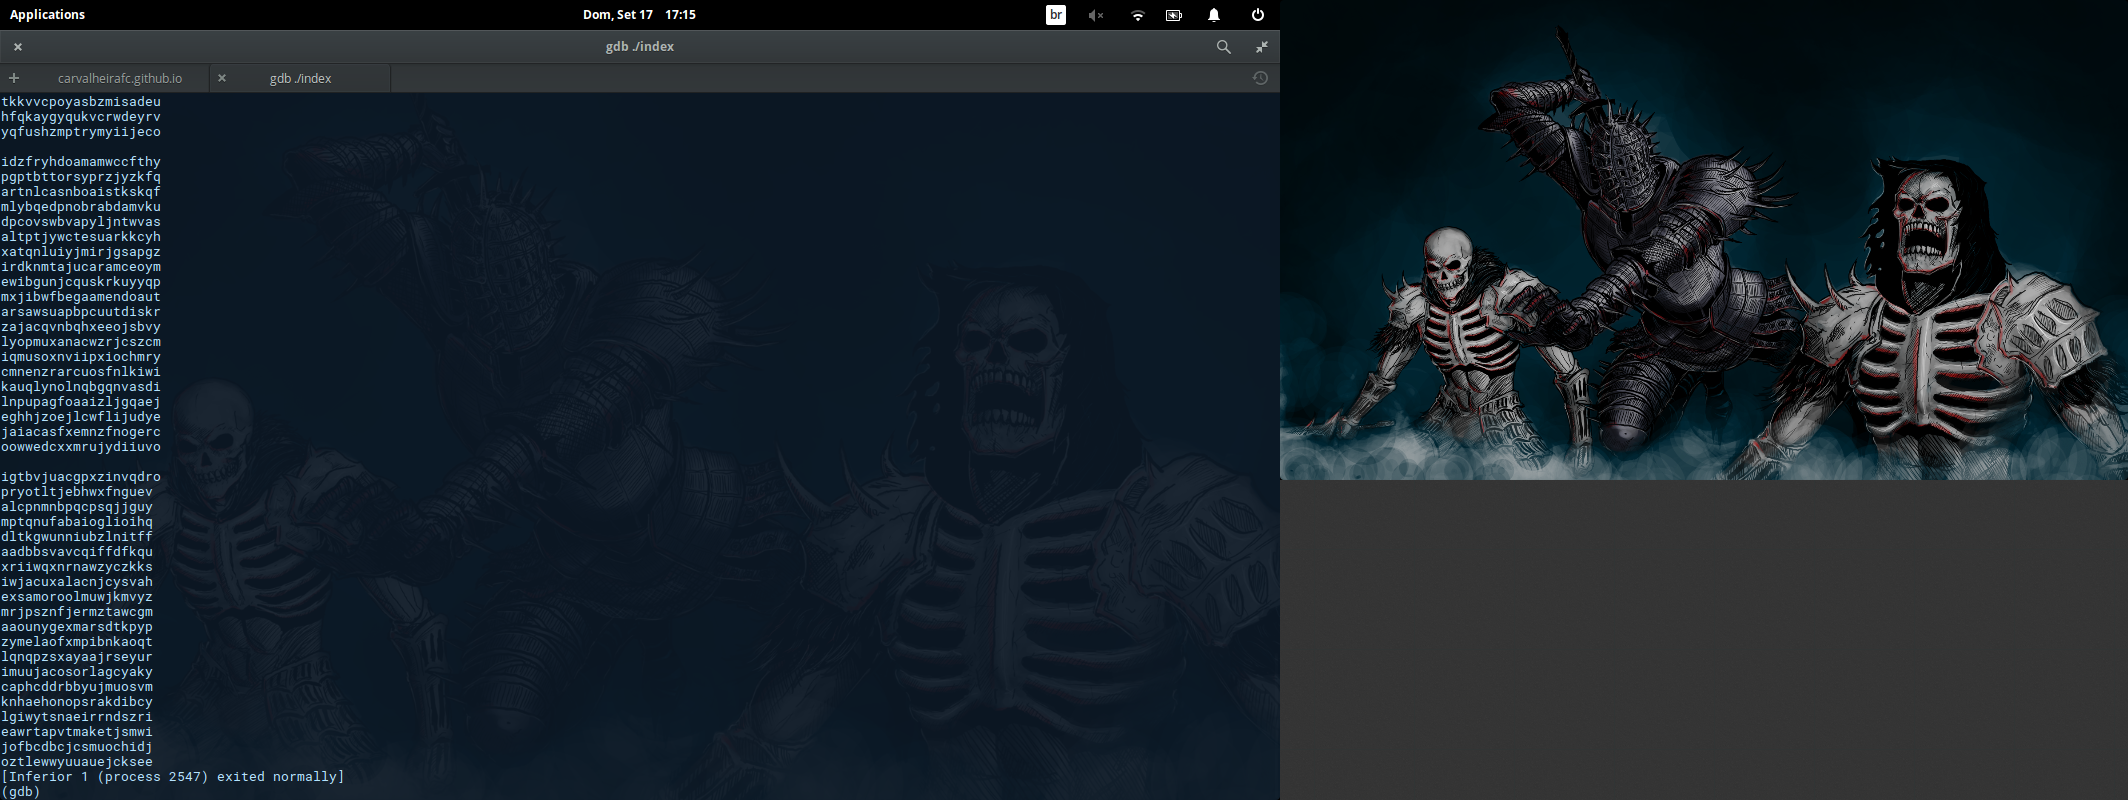 Applications
Dom, Set 17 17:15
br
gdb ./index
carvalheirafc.github.io
gdb ./index
tkkvvcpoyasbzmisadeu
hfqkaygyqukvcrwdeyrv
yqfushzmptrymyiijeco
idzfryhdoamamwccfthy
pgptbttorsyprzjyzkfq
artnlcasnboaistkskqf
mlybqedpnobrabdamvku
dpcovswbvapyljntwvas
altptjywctesuarkkcyh
xatqnluiyjmirjgsapgz
irdknmtajucaramceoym
ewibgunjcquskrkuyyqp
mxjibwfbegaamendoaut
arsawsuapbpcuutdiskr
zajacqvnbqhxeeojsbvy
lyopmuxanacwzrjcszcm
iqmusoxnviipxiochmry
cmnenzrarcuosfnlkiwi
kauqlynolnqbgqnvasdi
lnpupagfoaaizljgqaej
eghhjzoejlcwflijudye
jaiacasfxemnzfnogerc
oowwedcxxmrujydiiuvo
igtbvjuacgpxzinvqdro
pryotltjebhwxfnguev
alcpnmnbpqcpsqjjguy
mptqnufabaioglioihq
dltkgwunniubzlnitff
aadbbsvavcqiffdfkqu
xriiwqxnrnawzyczkks
iwjacuxalacnjcysvah
exsamoroolmuwjkmvyz
mrjpsznfjermztawcgm
aaounygexmarsdtkpyp
zymelaofxmpibnkaoqt
lqnqpzsxayaajrseyur
imuujacosorlagcyaky
caphcddrbbyujmuosvm
knhaehonopsrakdibcy
lgiwytsnaeirrndszri
eawrtapvtmaketjsmwi
jofbcdbcjcsmuochidj
oztlewwyuuauejcksee
[Inferior 1 (process 2547) exited normally]
(gdb)